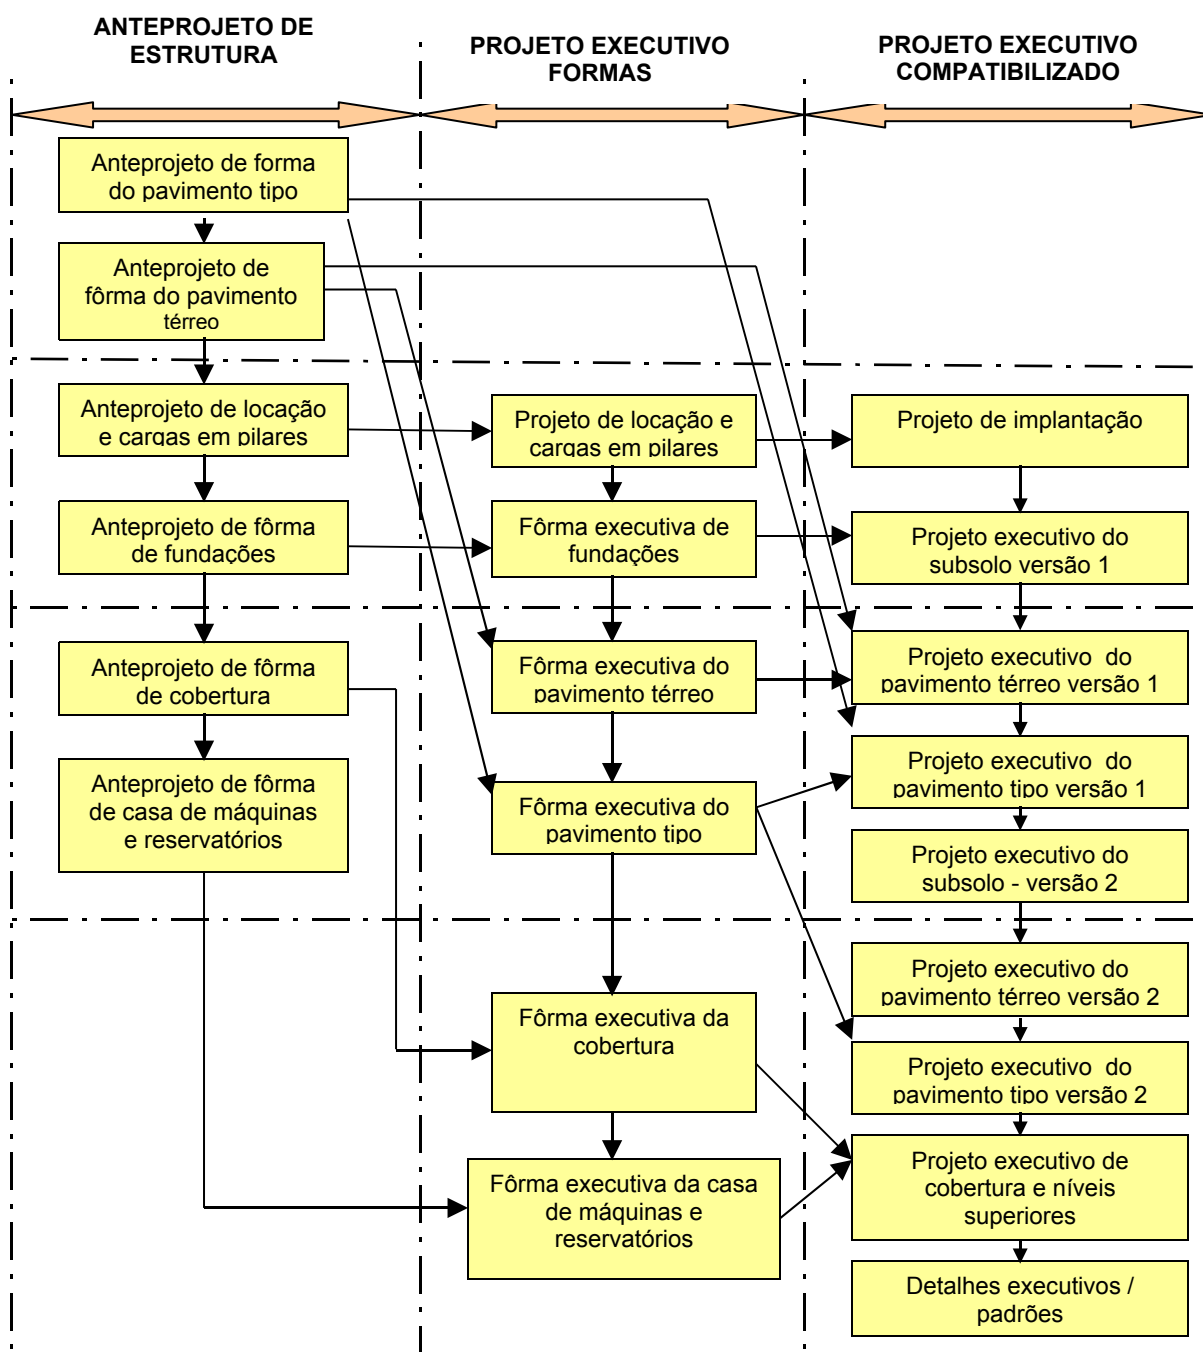 ANTEPROJETO DE
ESTRUTURA
PROJETO EXECUTIVO
FORMAS
PROJETO EXECUTIVO
COMPATIBILIZADO
Anteprojeto de forma
do pavimento tipo
Anteprojeto de
fôrma do pavimento
térreo
Anteprojeto de locação
e cargas em pilares
Anteprojeto de fôrma
de fundações
Anteprojeto de fôrma
de cobertura
Anteprojeto de fôrma
de casa de máquinas
e reservatórios
Projeto de locação e
cargas em pilares
Fôrma executiva de
fundações
Fôrma executiva do
pavimento térreo
Fôrma executiva do
pavimento tipo
Fôrma executiva da
cobertura
Fôrma executiva da casa
de máquinas e
reservatórios
Projeto de implantação
Projeto executivo do
subsolo versão 1
Projeto executivo  do
pavimento térreo versão 1
Projeto executivo  do
pavimento tipo versão 1
Projeto executivo do
subsolo - versão 2
Projeto executivo do
pavimento térreo versão 2
Projeto executivo  do
pavimento tipo versão 2
Projeto executivo de
cobertura e níveis
superiores
Detalhes executivos /
padrões